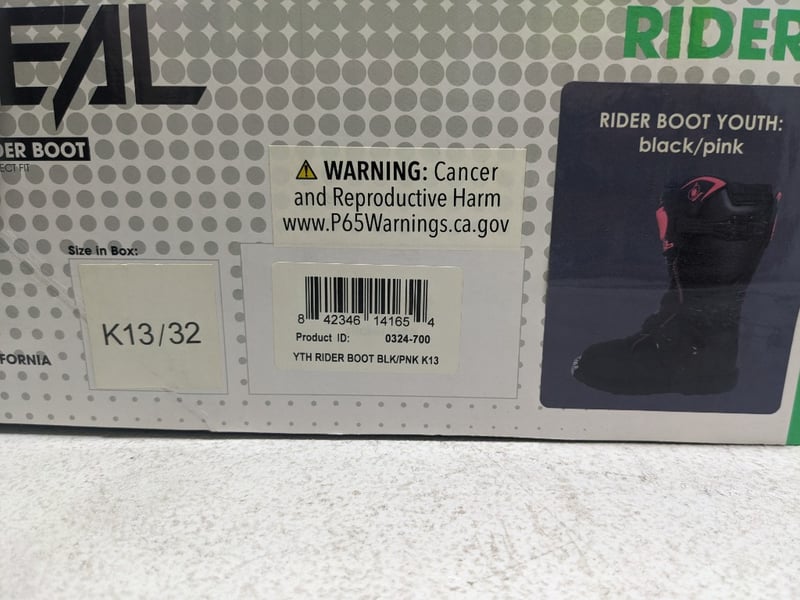 EAL
RIDER
DER BOOT
ECT FIT
RIDER BOOT YOUTH:
black/pink
WARNING: Cancer
and Reproductive Harm
www.P65Warnings.ca.gov
Size in Box:
K13/32
8 42346 14165 4
Product ID: 0324-700
YTH RIDER BOOT BLK/PNK K13
FORNIA